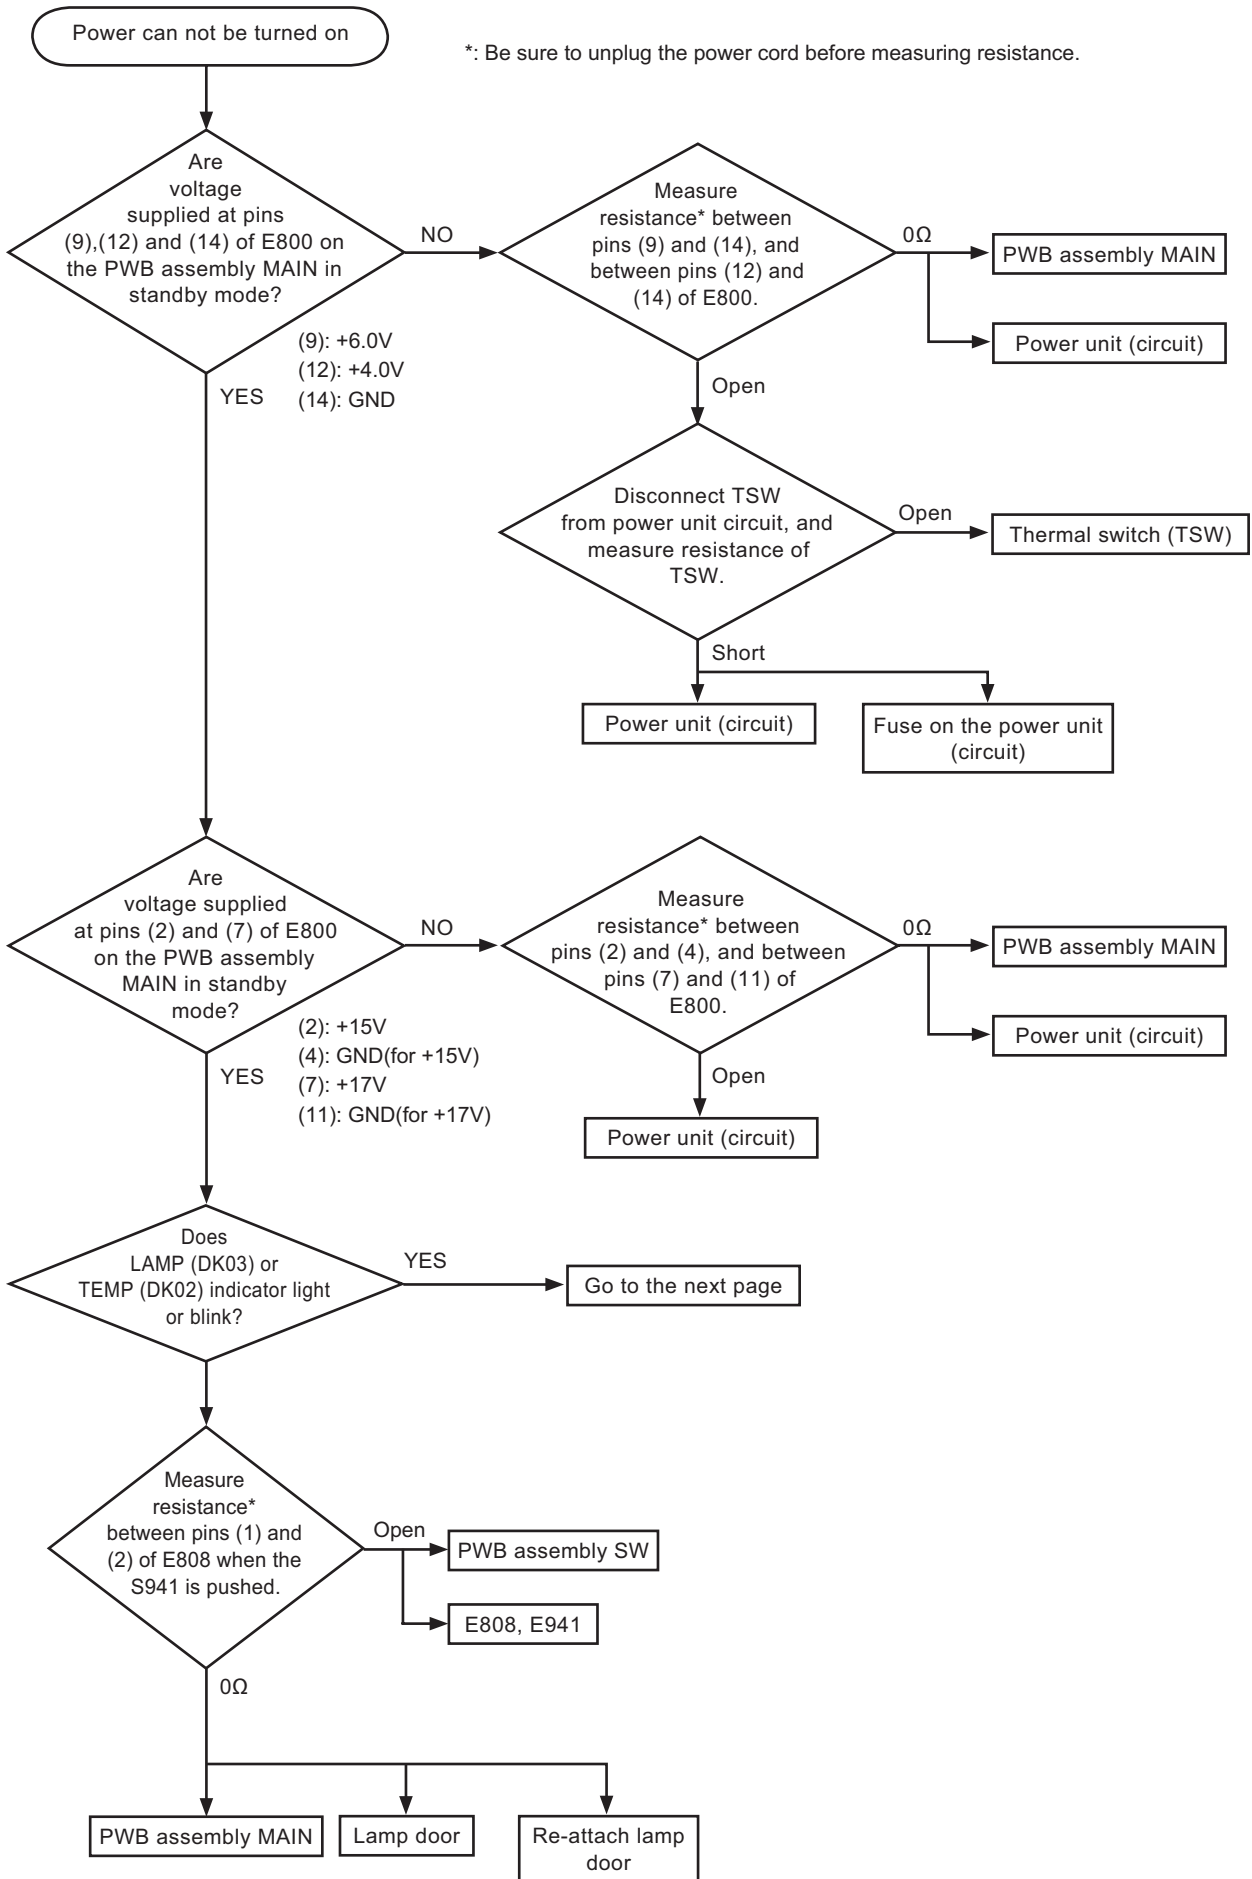 Power can not be turned on
*: Be sure to unplug the power cord before measuring resistance.
Are
voltage
supplied at pins
(9),(12) and (14) of E800 on
the PWB assembly MAIN in
standby mode?
NO
(9): +6.0V
(12): +4.0V
(14): GND
YES
Measure
resistance* between
pins (9) and (14), and
between pins (12) and
(14) of E800.
0Ω
PWB assembly MAIN
Power unit (circuit)
Open
Disconnect TSW
from power unit circuit, and
measure resistance of
TSW.
Open
Thermal switch (TSW)
Short
Power unit (circuit)
Fuse on the power unit
(circuit)
Are
voltage supplied
at pins (2) and (7) of E800
on the PWB assembly
MAIN in standby
mode?
NO
(2): +15V
(4): GND(for +15V)
(7): +17V
(11): GND(for +17V)
YES
Measure
resistance* between
pins (2) and (4), and between
pins (7) and (11) of
E800.
0Ω
PWB assembly MAIN
Power unit (circuit)
Open
Power unit (circuit)
Does
LAMP (DK03) or
TEMP (DK02) indicator light
or blink?
YES
Go to the next page
Measure
resistance*
between pins (1) and
(2) of E808 when the
S941 is pushed.
Open
PWB assembly SW
E808, E941
0Ω
PWB assembly MAIN
Lamp door
Re-attach lamp
door